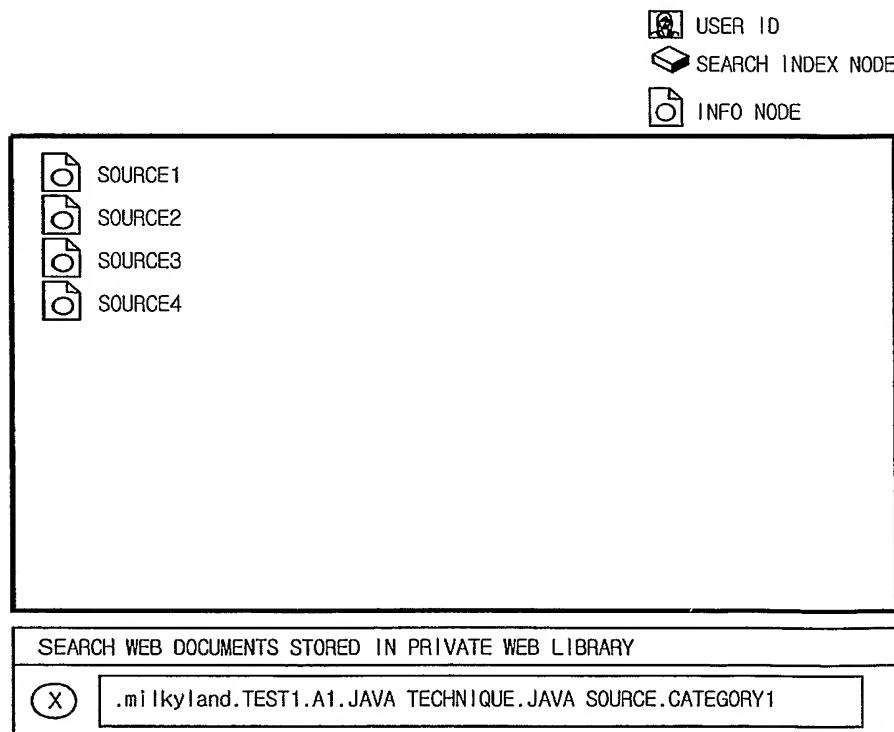 USER ID
SEARCH INDEX NODE
INFO NODE
SOURCE1
SOURCE2
SOURCE3
SOURCE4
SEARCH WEB DOCUMENTS STORED IN PRIVATE WEB LIBRARY
X
.milkyland.TEST1.A1.JAVA TECHNIQUE.JAVA SOURCE.CATEGORY1